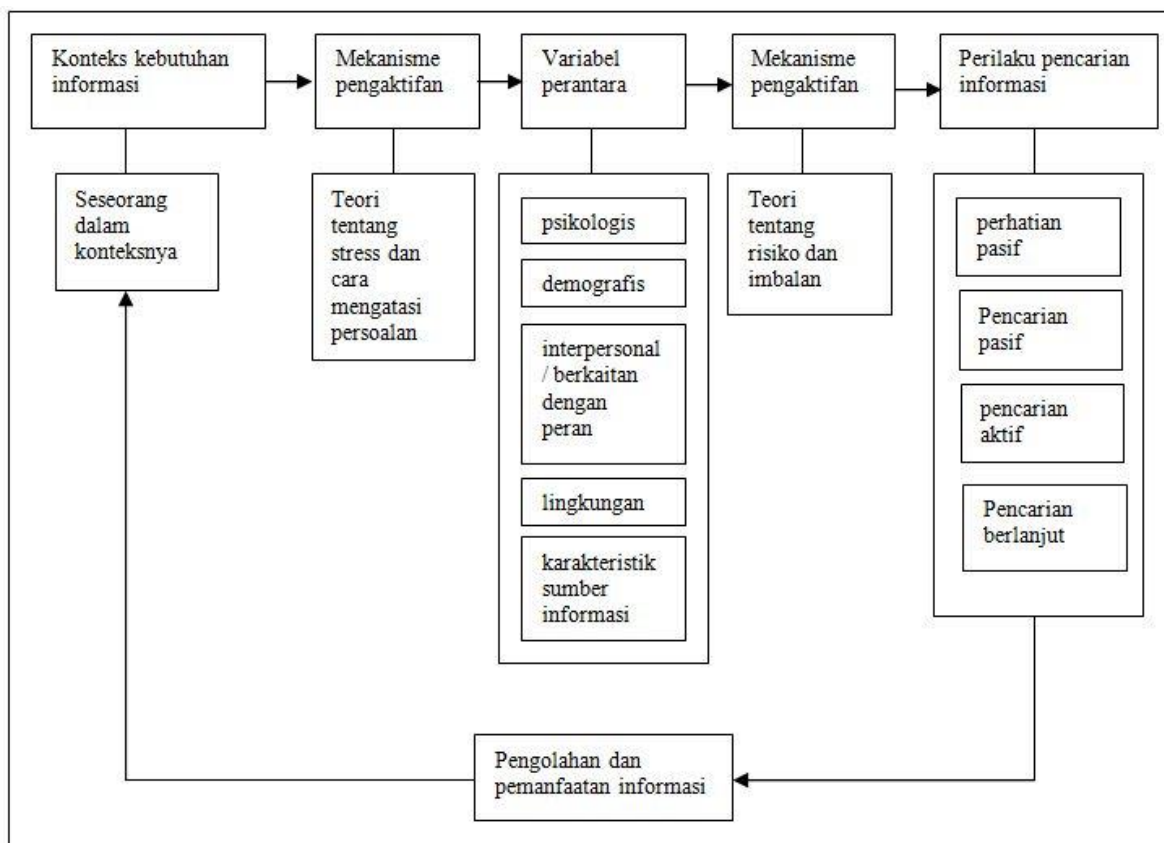 Konteks kebutuhan
informasi
Mekanisme
pengaktifan
Variabel
perantara
Mekanisme
pengaktifan
Perilaku pencarian
informasi
Seseorang
dalam
konteksnya
Teori
tentang
stress dan
cara
mengatasi
persoalan
psikologis
demografis
interpersonal
/ berkaitan
dengan
peran
lingkungan
karakteristik
sumber
informasi
Teori
tentang
risiko dan
imbalan
perhatian
pasif
Pencarian
pasif
pencarian
aktif
Pencarian
berlanjut
Pengolahan dan
pemanfaatan informasi